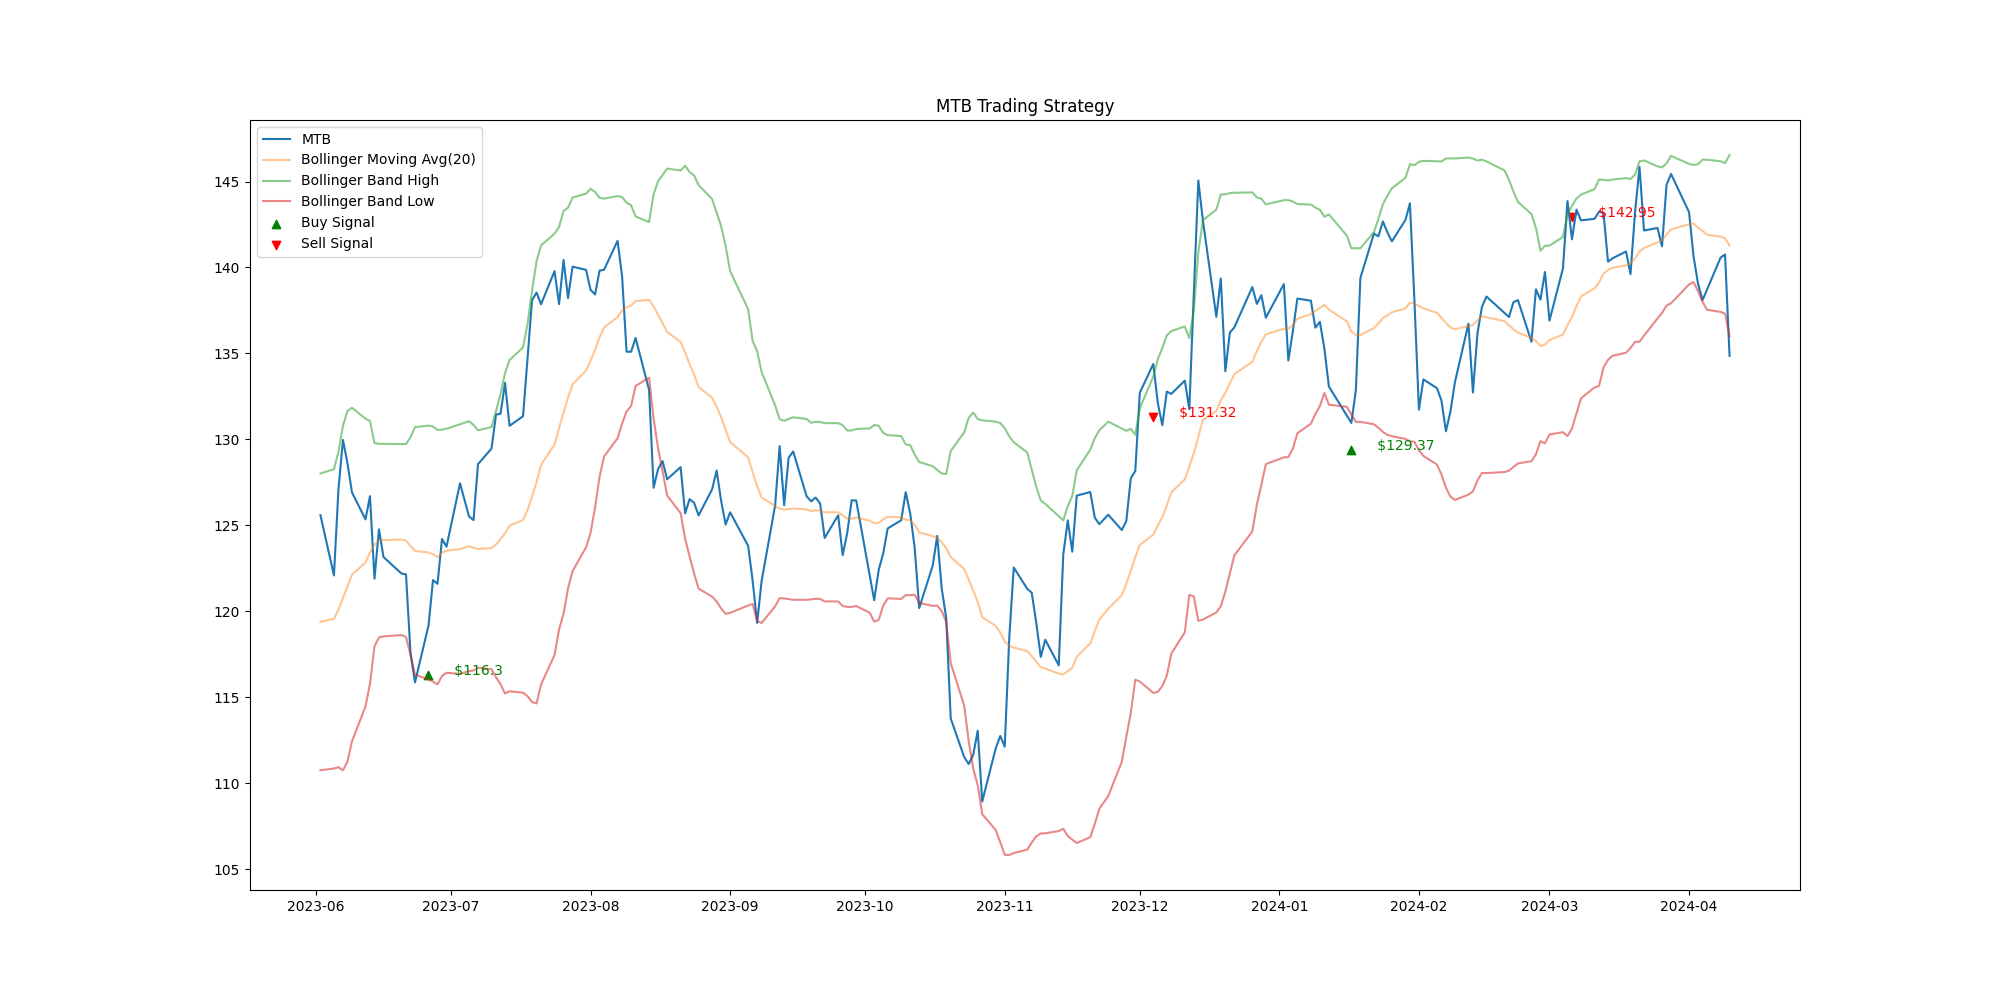 MTB Trading Strategy
MTB
Bollinger Moving Avg(20)
Bollinger Band High
Bollinger Band Low
Buy Signal
Sell Signal
145
140
135
130
125
120
115
110
105
$142.95
$131.32
$129.37
$116.3
2023-06 2023-07 2023-08 2023-09 2023-10 2023-11 2023-12 2024-01 2024-02 2024-03 2024-04